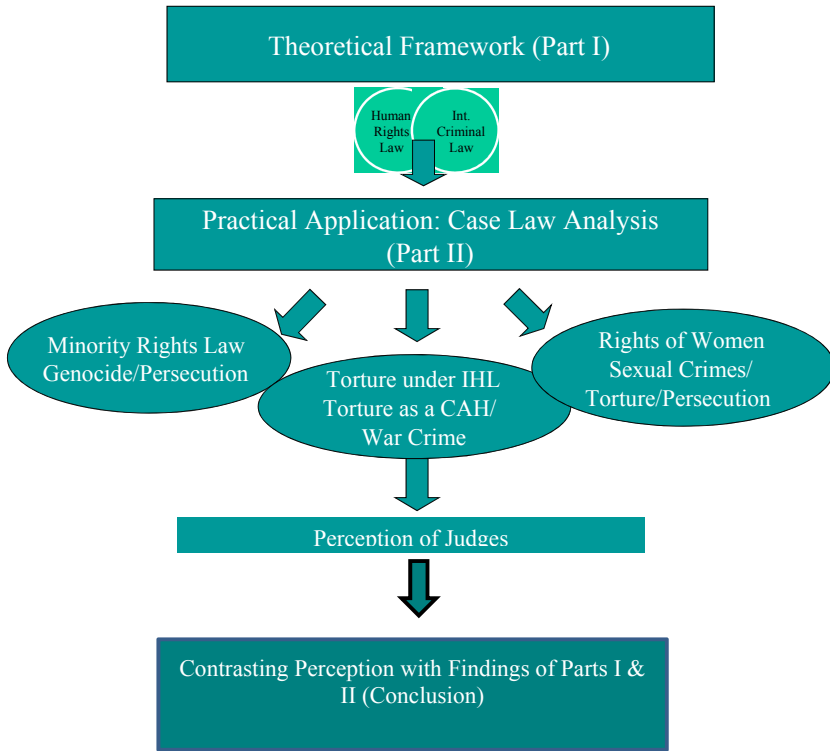 Theoretical Framework (Part I)
Human
Rights
Law
Int.
Criminal
Law
Practical Application: Case Law Analysis
(Part II)
Minority Rights Law
Genocide/Persecution
Torture under IHL
Torture as a CAH/
War Crime
Rights of Women
Sexual Crimes/
Torture/Persecution
Perception of Judges
Contrasting Perception with Findings of Parts I &
II (Conclusion)